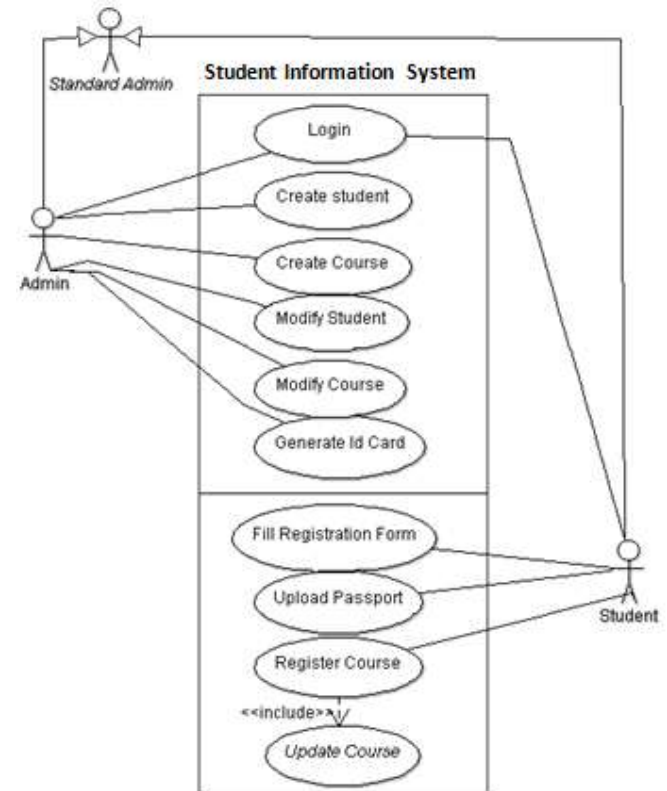 Standard Admin
Student Information System
Login
Create student
Create Course
Admin
Modify Student
Modify Course
Generate Id Card
Fill Registration Form
Upload Passport
Student
Register Course
<<include>>
Update Course